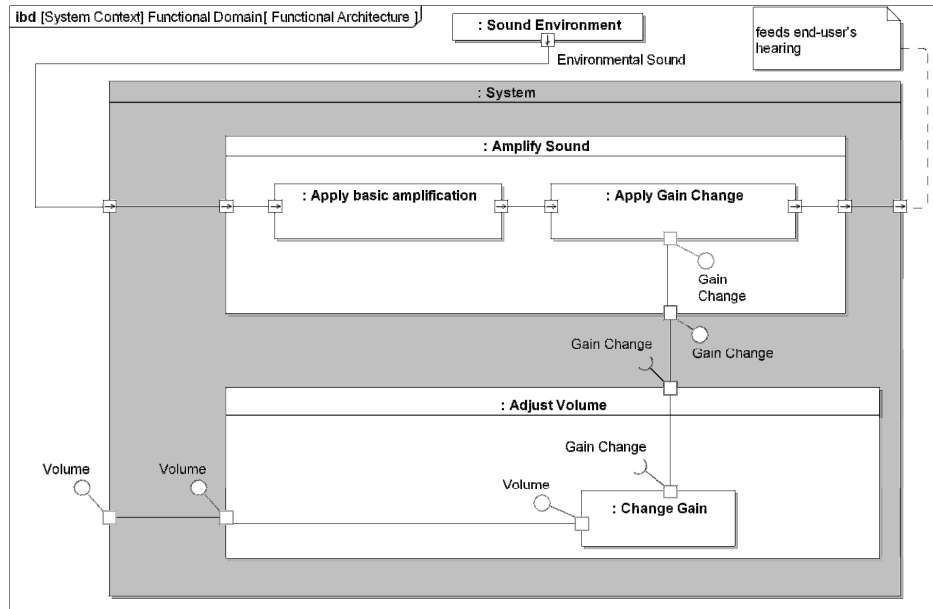 ibd [System Context] Functional Domain[ Functional Architecture ]
: Sound Environment
feeds end-user's
hearing
Environmental Sound
: System
: Amplify Sound
: Apply basic amplification
: Apply Gain Change
Gain
Change
Gain Change
Gain Change
: Adjust Volume
Gain Change
Volume
Volume
Volume
: Change Gain